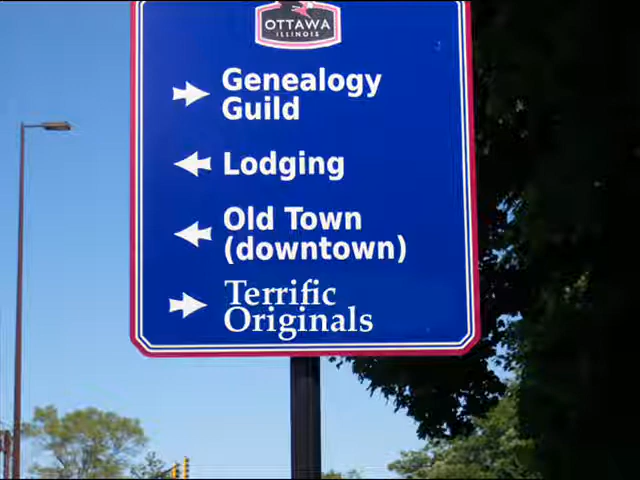 OTTAWA
ILLINOIS
Genealogy
Guild
Lodging
Old Town
(downtown)
Terrific
Originals